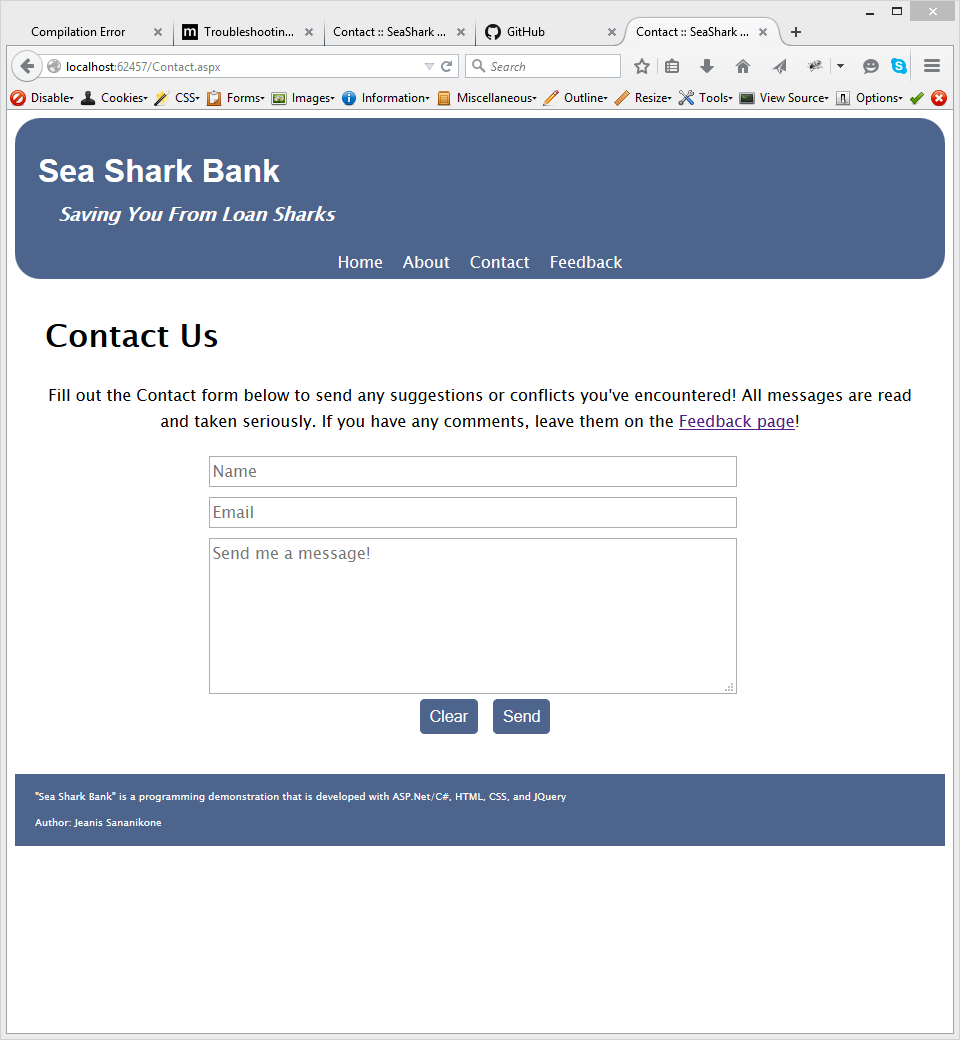 Compilation Error
Troubleshootin...
Contact :: SeaShark ...
GitHub
Contact :: SeaShark ...
localhost:62457/Contact.aspx
Search
Disable
Cookies
CSS
Forms
Images
Information
Miscellaneous
Outline
Resize
Tools
View Source
Options
Sea Shark Bank
Saving You From Loan Sharks
Home About Contact Feedback
Contact Us
Fill out the Contact form below to send any suggestions or conflicts you've encountered! All messages are read
and taken seriously. If you have any comments, leave them on the Feedback page!
Name
Email
Send me a message!
Clear Send
"Sea Shark Bank" is a programming demonstration that is developed with ASP.Net/C#, HTML, CSS, and JQuery
Author: Jeanis Sananikone